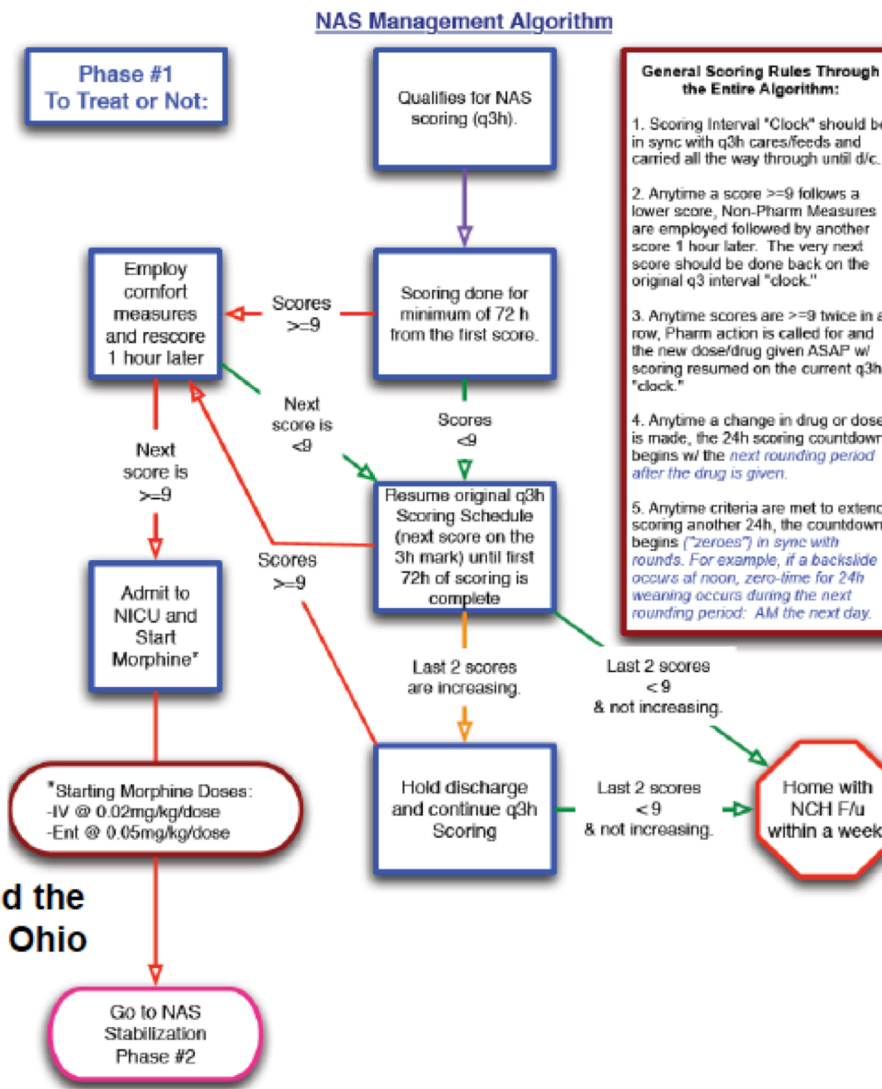 NAS Management Algorithm
Phase #1
To Treat or Not:
Qualifies for NAS
scoring (q3h).
General Scoring Rules Through
the Entire Algorithm:
1. Scoring Interval "Clock" should be
in sync with q3h cares/feeds and
carried all the way through until d/c.
2. Anytime a score >=9 follows a
lower score, Non-Pharm Measures
are employed followed by another
score 1 hour later. The very next
score should be done back on the
original q3 interval "clock."
3. Anytime scores are >=9 twice in a
row, Pharm action is called for and
the new dose/drug given ASAP w/
scoring resumed on the current q3h
"clock."
4. Anytime a change in drug or dose
is made, the 24h scoring countdown
begins w/ the next rounding period
after the drug is given.
5. Anytime criteria are met to extend
scoring another 24h, the countdown
begins ("zeroes") in sync with
rounds. For example, if a backslide
occurs at noon, zero-time for 24h
weaning occurs during the next
rounding period: AM the next day.
Employ
comfort
measures
and rescore
1 hour later
Scores
>=9
Scoring done for
minimum of 72 h
from the first score.
Next
score is
<9
Scores
<9
Next
score is
>=9
Resume original q3h
Scoring Schedule
(next score on the
3h mark) until first
72h of scoring is
complete
Scores
>=9
Admit to
NICU and
Start
Morphine*
Last 2 scores
are increasing.
Last 2 scores
< 9
& not increasing.
*Starting Morphine Doses:
-IV @ 0.02mg/kg/dose
-Ent @ 0.05mg/kg/dose
Hold discharge
and continue q3h
Scoring
Last 2 scores
<9
& not increasing.
Home with
NCH F/u
within a week
d the
Ohio
Go to NAS
Stabilization
Phase #2